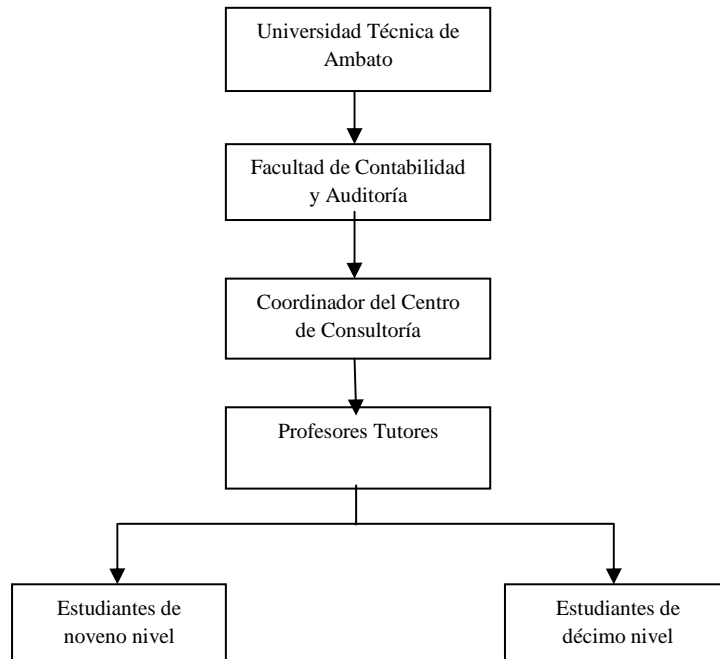 Universidad Técnica de
Ambato
Facultad de Contabilidad
y Auditoría
Coordinador del Centro
de Consultoría
Profesores Tutores
Estudiantes de
noveno nivel
Estudiantes de
décimo nivel